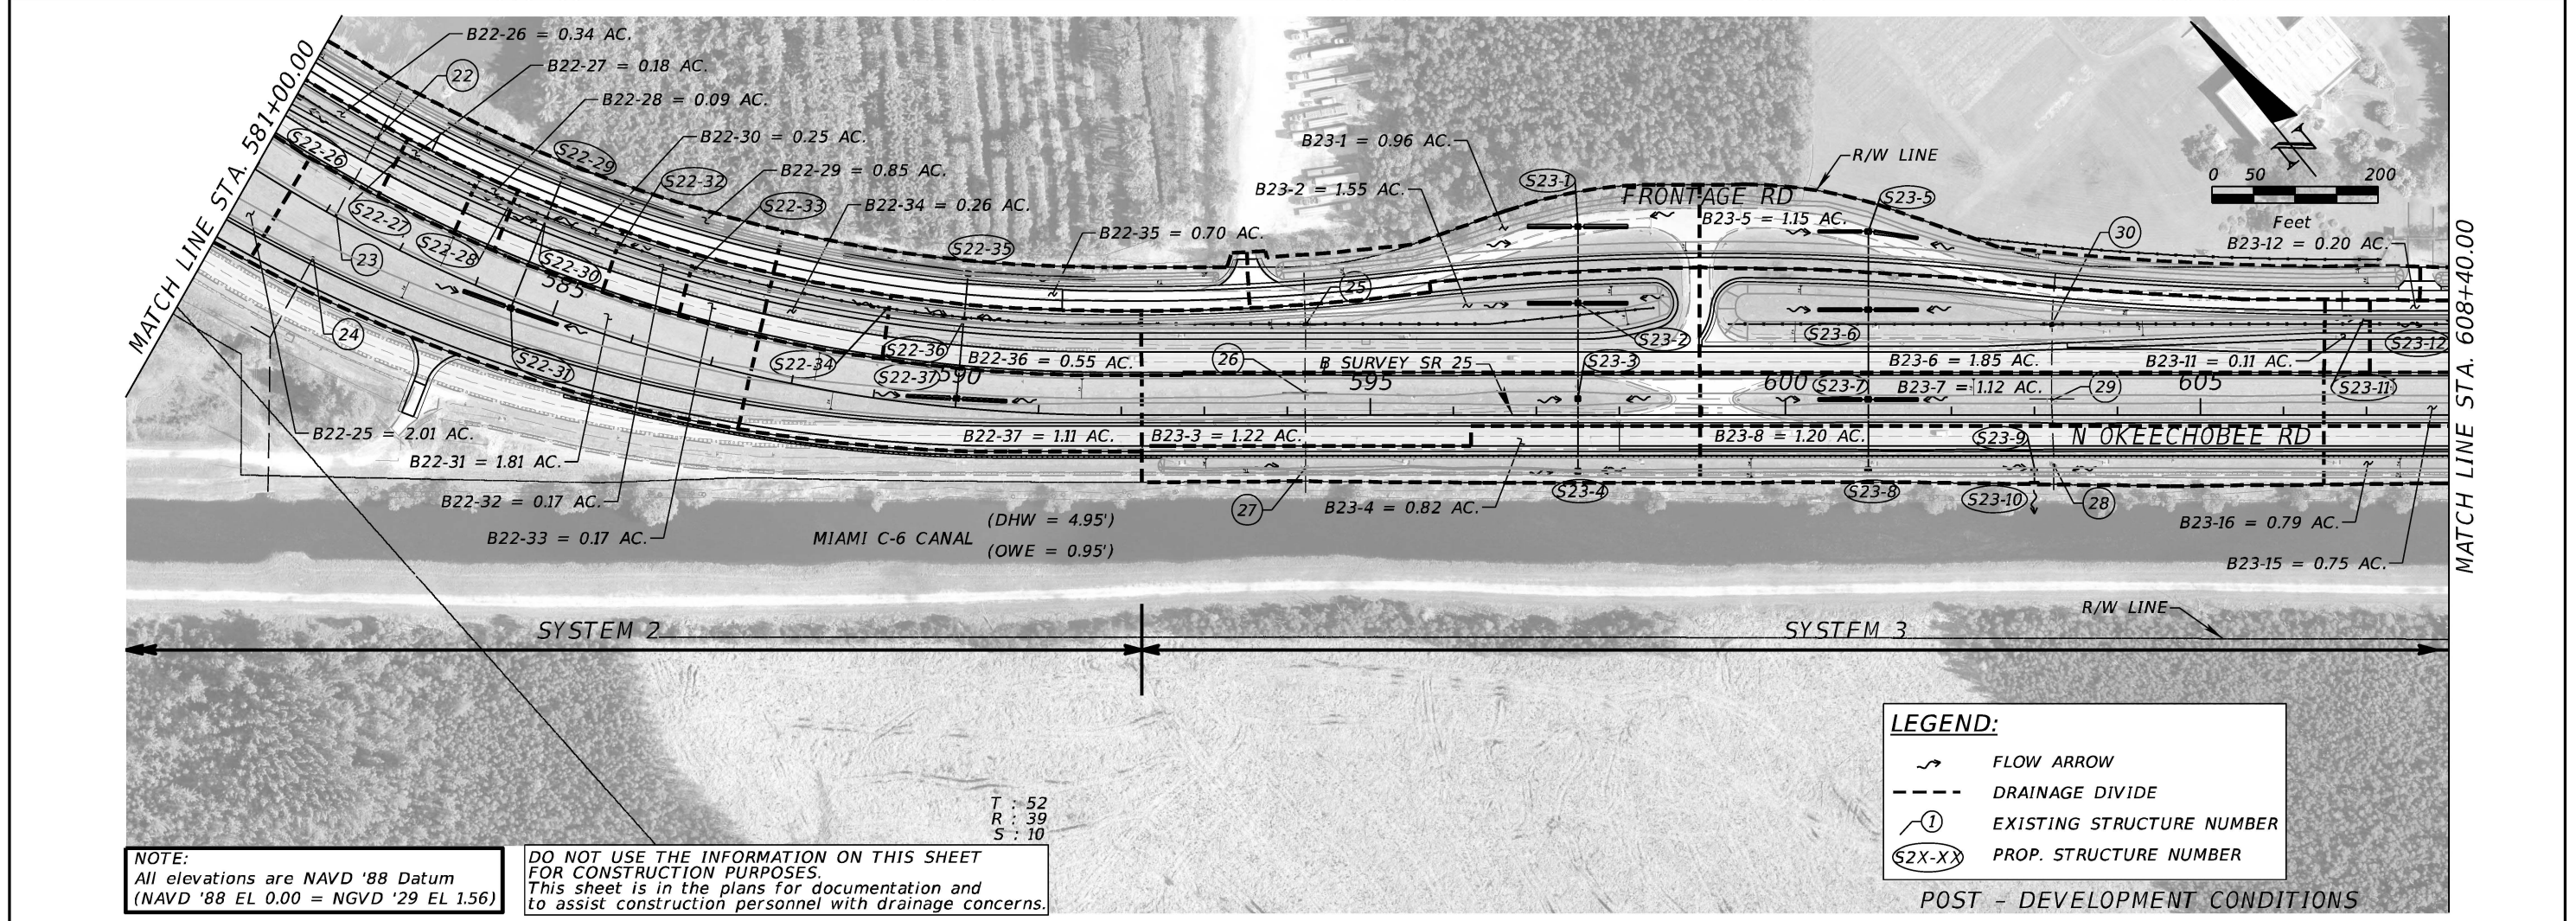 MATCH LINE STA. 581+00.00
B22-26 = 0.34 AC.
22
B22-27 = 0.18 AC.
B22-28 = 0.09 AC.
B22-30 = 0.25 AC.
B22-29 = 0.85 AC.
B22-34 = 0.26 AC.
B22-35 = 0.70 AC.
S22-26
S22-29
S22-32
S22-33
S22-27
S22-28
S22-30
S22-35
23
24
585
S22-31
S22-34
S22-36
S22-37
590
B22-36 = 0.55 AC.
B22-25 = 2.01 AC.
B22-31 = 1.81 AC.
B22-32 = 0.17 AC.
B22-33 = 0.17 AC.
B22-37 = 1.11 AC.
B23-1 = 0.96 AC.
B23-2 = 1.55 AC.
S23-1
FRONTAGE RD
R/W LINE
S23-5
B23-5 = 1.15 AC.
30
N
0 50 200
Feet
B23-12 = 0.20 AC.
25
26
B SURVEY SR 25
595
S23-2
S23-3
S23-6
600
S23-7
B23-6 = 1.85 AC.
B23-7 = 1.12 AC.
29
605
B23-11 = 0.11 AC.
S23-12
S23-11
B23-3 = 1.22 AC.
B23-8 = 1.20 AC.
S23-9
N OKEECHOBEE RD
27
B23-4 = 0.82 AC.
S23-4
S23-8
S23-10
28
B23-16 = 0.79 AC.
B23-15 = 0.75 AC.
MATCH LINE STA. 608+40.00
MIAMI C-6 CANAL
(DHW = 4.95')
(OWE = 0.95')
R/W LINE
SYSTEM 2
SYSTEM 3
T : 52
R : 39
S : 10
NOTE:
All elevations are NAVD '88 Datum
(NAVD '88 EL 0.00 = NGVD '29 EL 1.56)
DO NOT USE THE INFORMATION ON THIS SHEET
FOR CONSTRUCTION PURPOSES.
This sheet is in the plans for documentation and
to assist construction personnel with drainage concerns.
LEGEND:
FLOW ARROW
DRAINAGE DIVIDE
1 EXISTING STRUCTURE NUMBER
S2X-XX PROP. STRUCTURE NUMBER
POST - DEVELOPMENT CONDITIONS